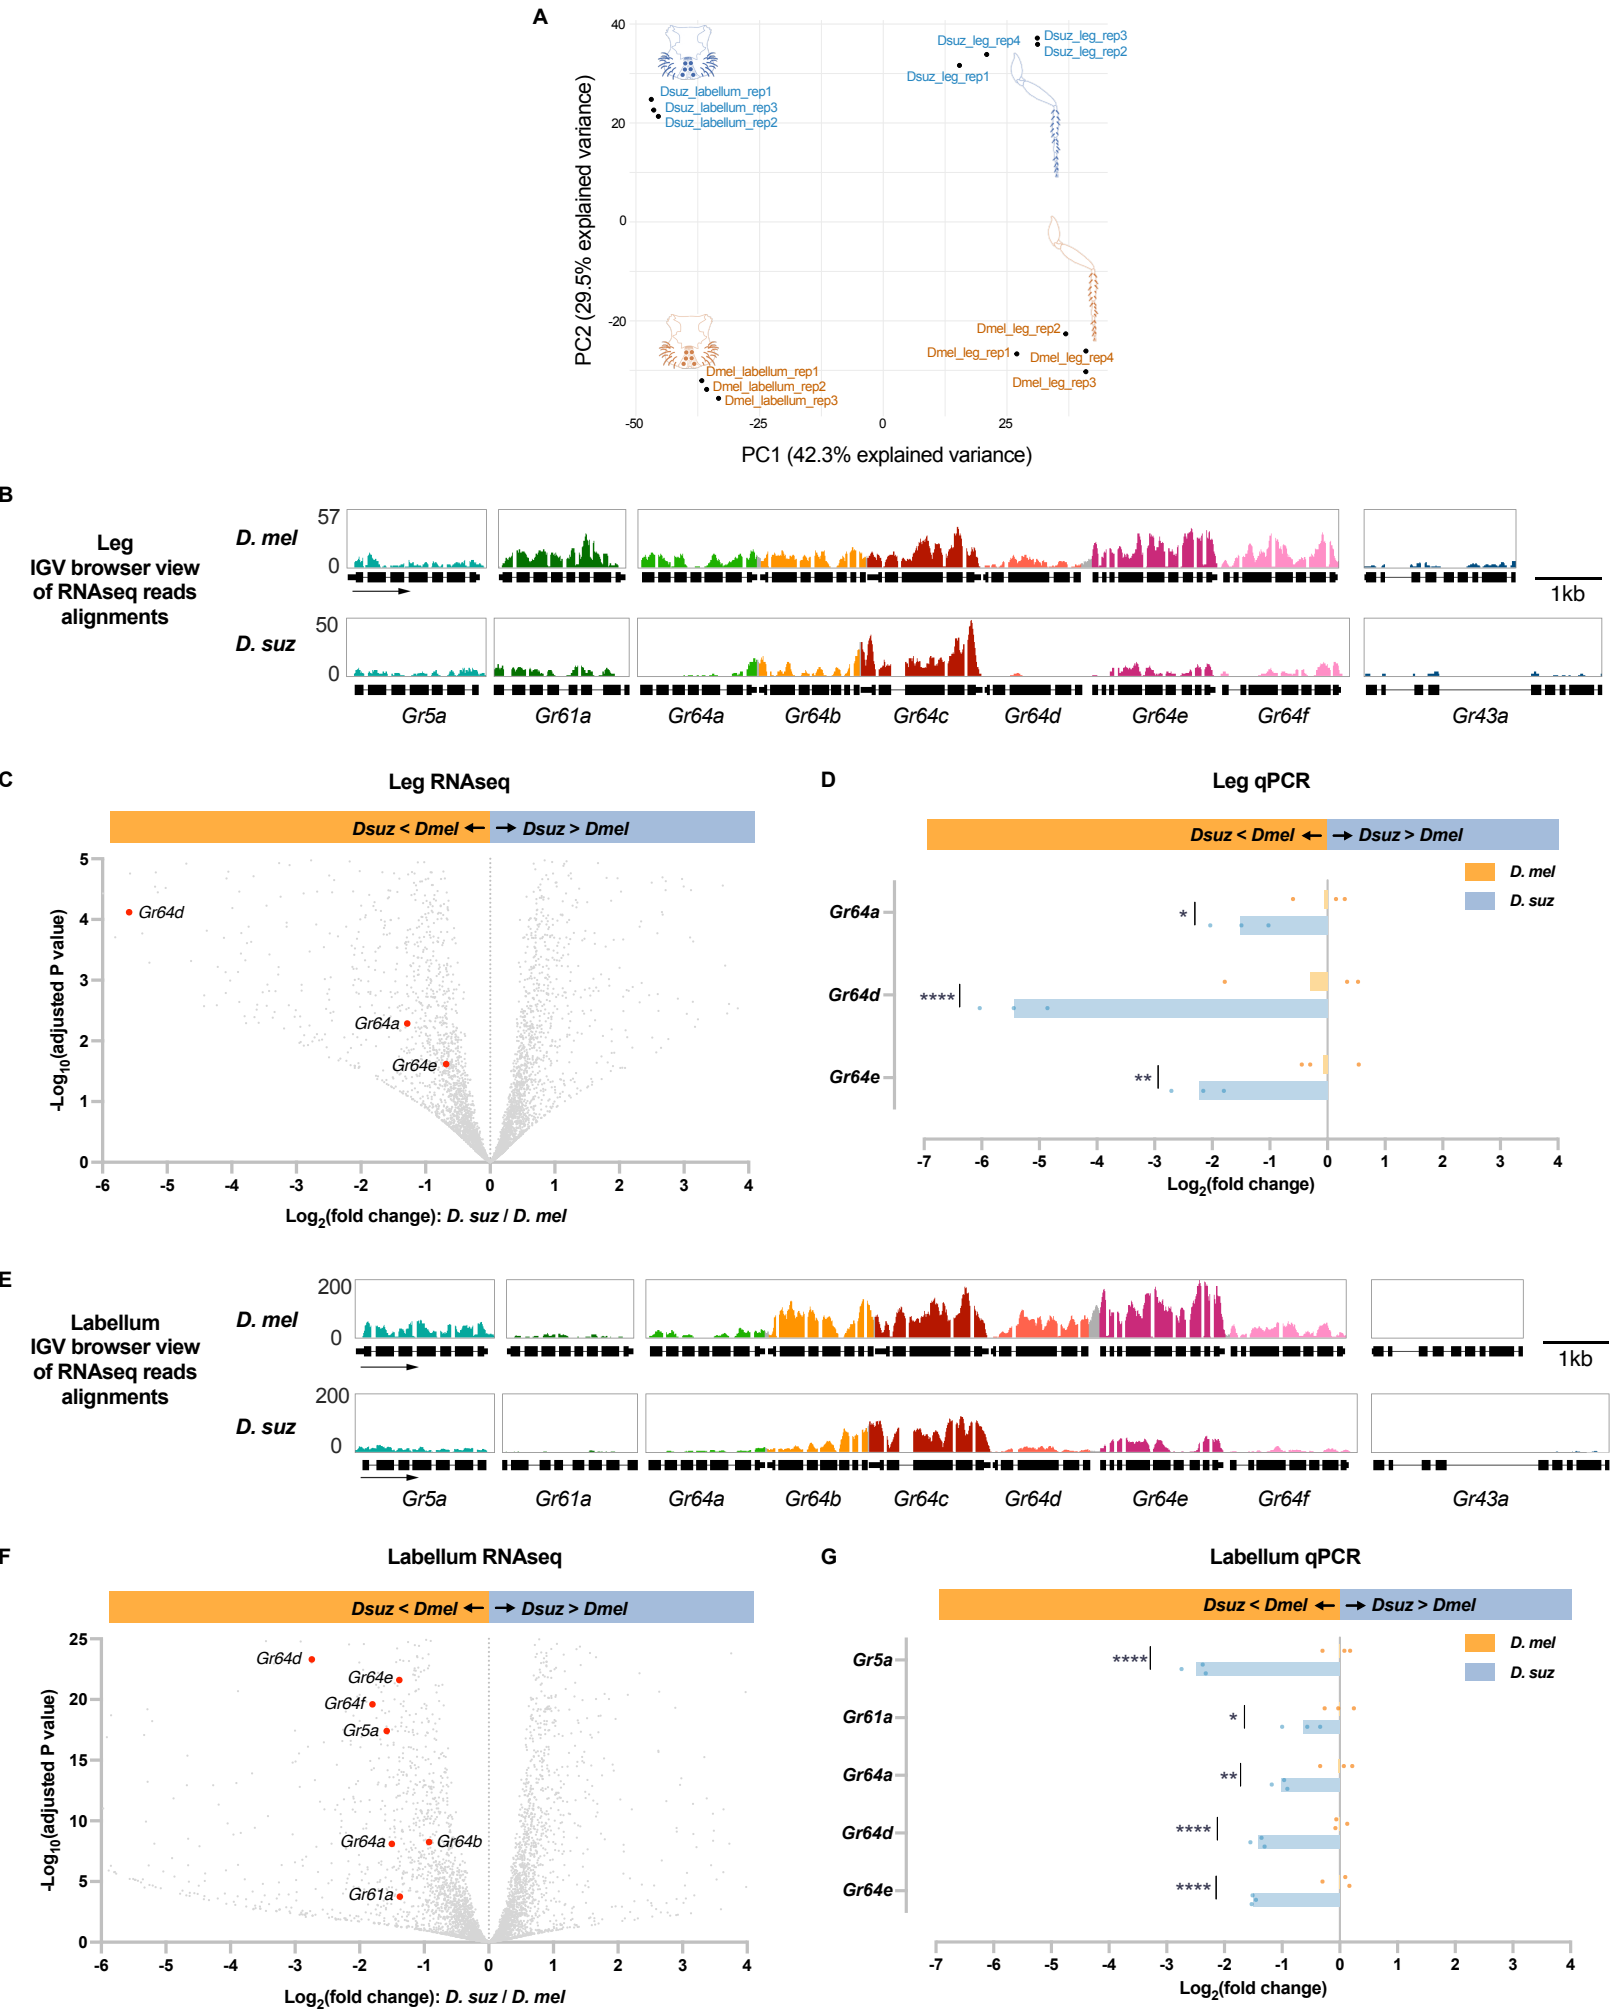 A
40
20
0
-20
-50
-25
0
25
PC2 (29.5% explained variance)
PC1 (42.3% explained variance)
Dsuz_labellum_rep1
Dsuz_labellum_rep3
Dsuz_labellum_rep2
Dsuz_leg_rep4
Dsuz_leg_rep3
Dsuz_leg_rep2
Dsuz_leg_rep1
Dmel_leg_rep2
Dmel_leg_rep1
Dmel_leg_rep4
Dmel_leg_rep3
Dmel_labellum_rep1
Dmel_labellum_rep2
Dmel_labellum_rep3
B
Leg
IGV browser view
of RNAseq reads
alignments
D. mel
57
0
1kb
D. suz
50
0
Gr5a Gr61a Gr64a Gr64b Gr64c Gr64d Gr64e Gr64f Gr43a
C
Leg RNAseq
Dsuz < Dmel ← → Dsuz > Dmel
-Log10(adjusted P value)
5
4
3
2
1
0
Gr64d
Gr64a
Gr64e
-6 -5 -4 -3 -2 -1 0 1 2 3 4
Log2(fold change): D. suz / D. mel
D
Leg qPCR
Dsuz < Dmel ← → Dsuz > Dmel
D. mel
D. suz
Gr64a
*
Gr64d
****
Gr64e
**
-7 -6 -5 -4 -3 -2 -1 0 1 2 3 4
Log2(fold change)
E
Labellum
IGV browser view
of RNAseq reads
alignments
D. mel
200
0
1kb
D. suz
200
0
Gr5a Gr61a Gr64a Gr64b Gr64c Gr64d Gr64e Gr64f Gr43a
F
Labellum RNAseq
Dsuz < Dmel ← → Dsuz > Dmel
-Log10(adjusted P value)
25
20
15
10
5
0
Gr64d
Gr64e
Gr64f
Gr5a
Gr64a
Gr64b
Gr61a
-6 -5 -4 -3 -2 -1 0 1 2 3 4
Log2(fold change): D. suz / D. mel
G
Labellum qPCR
Dsuz < Dmel ← → Dsuz > Dmel
D. mel
D. suz
Gr5a
****
Gr61a
*
Gr64a
**
Gr64d
****
Gr64e
****
-7 -6 -5 -4 -3 -2 -1 0 1 2 3 4
Log2(fold change)